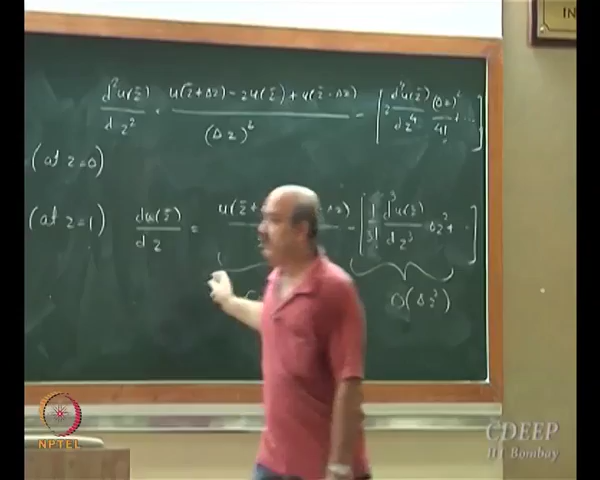 d²u(z̄)/dz² = u(z̄+Δz) - 2u(z̄) + u(z̄-Δz) / (Δz)² - [2 d⁴u(z̄)/dz⁴ (Δz)²/4! + ...]
(at z=0)
(at z=1) du(z̄)/dz = u(z̄+ z) - [1/3! d³u(z̄)/dz³ Δz² + ..]
O(Δz²)
IN
NPTEL
CDEEP
IIT Bombay